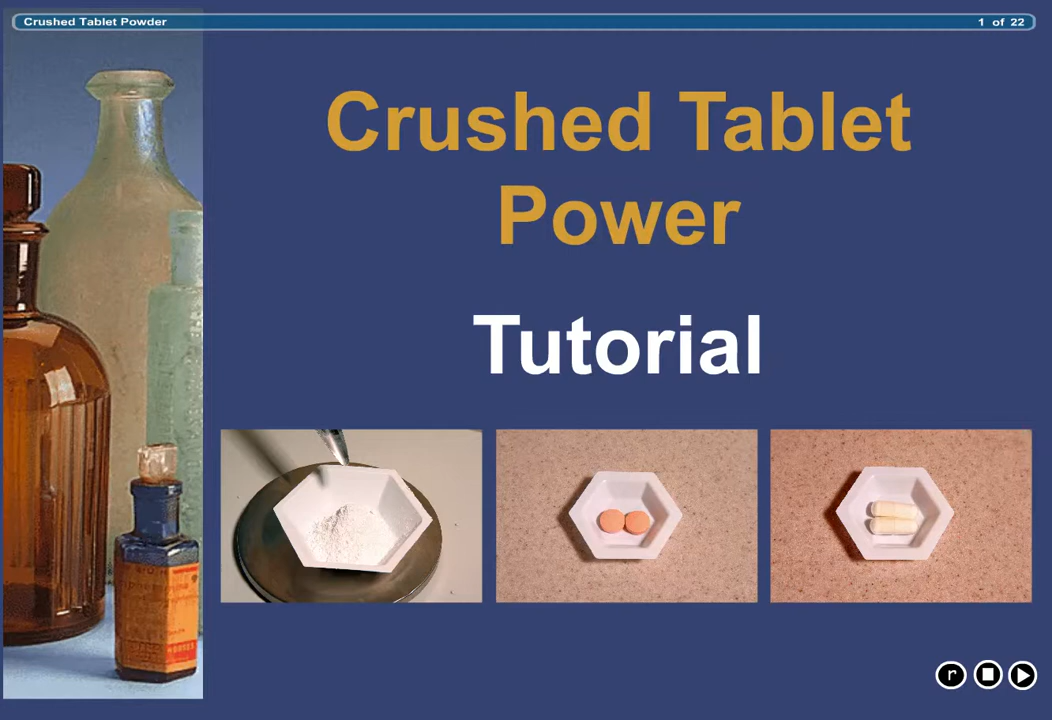 Crushed Tablet Powder
1 of 22
Crushed Tablet
Power
Tutorial
r